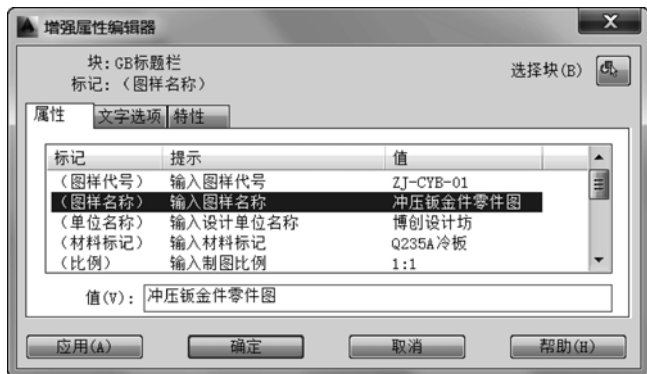 增强属性编辑器
块: GB标题栏
标记: （图样名称）
选择块(B)
属性 文字选项 特性
标记 提示 值
（图样代号） 输入图样代号 ZJ-CYB-01
（图样名称） 输入图样名称 冲压钣金件零件图
（单位名称） 输入设计单位名称 博创设计坊
（材料标记） 输入材料标记 Q235A冷板
（比例） 输入制图比例 1:1
值(V): 冲压钣金件零件图
应用(A) 确定 取消 帮助(H)